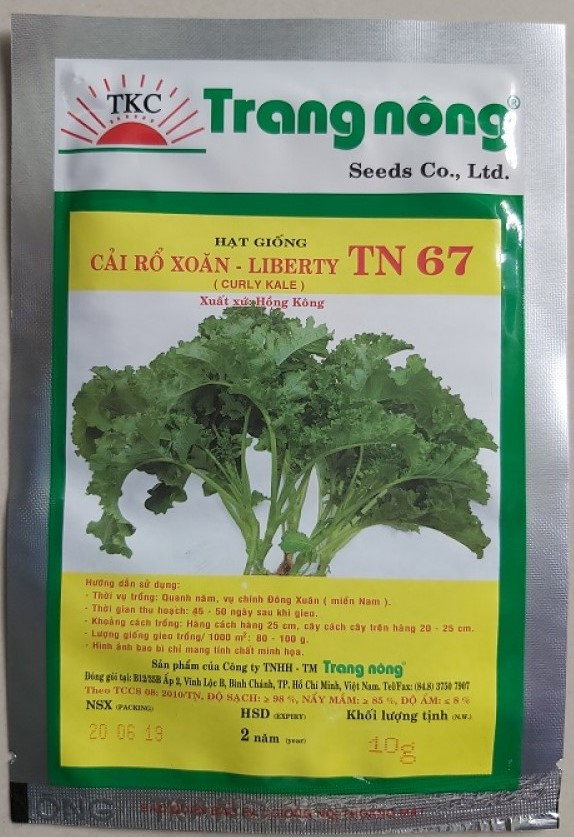 TKC
Trang nông®
Seeds Co., Ltd.
HẠT GIỐNG
CẢI RỔ XOĂN - LIBERTY TN 67
( CURLY KALE )
Xuất xứ: Hồng Kông
Hướng dẫn sử dụng:
- Thời vụ trồng: Quanh năm, vụ chính Đông Xuân ( miền Nam ).
- Thời gian thu hoạch: 45 - 50 ngày sau khi gieo.
- Khoảng cách trồng: Hàng cách hàng 25 cm, cây cách cây trên hàng 20 - 25 cm.
- Lượng giống gieo trồng/ 1000 m²: 80 - 100 g.
- Hình ảnh bao bì chỉ mang tính chất minh họa.
Sản phẩm của Công ty TNHH - TM Trang nông®
Đóng gói tại: B12/35B Ấp 2, Vĩnh Lộc B, Bình Chánh, TP. Hồ Chí Minh, Việt Nam. Tel/Fax: (84.8) 3750 7907
Theo TCCS 08: 2010/TN, ĐỘ SẠCH: ≥ 98 %, NẨY MẦM: ≥ 85 %, ĐỘ ẨM: ≤ 8 %
NSX (PACKING) HSD (EXPIRY) Khối lượng tịnh (N.W.)
20 06 19 2 năm (year) 10g